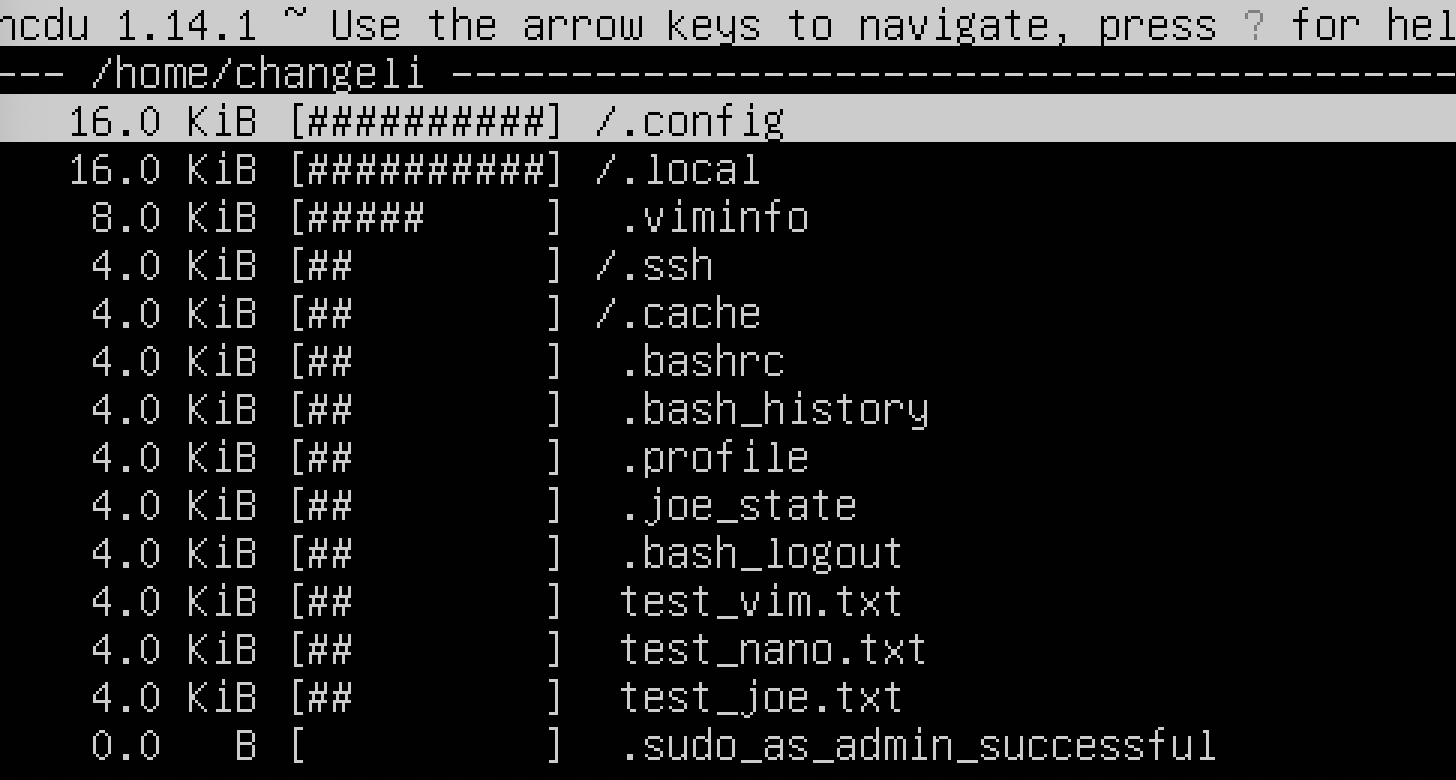 ncdu 1.14.1 ~ Use the arrow keys to navigate, press ? for hel
--- /home/changeli ------------------------------------------
16.0 KiB [##########] /.config
16.0 KiB [##########] /.local
8.0 KiB [#####     ]  .viminfo
4.0 KiB [##        ] /.ssh
4.0 KiB [##        ] /.cache
4.0 KiB [##        ]  .bashrc
4.0 KiB [##        ]  .bash_history
4.0 KiB [##        ]  .profile
4.0 KiB [##        ]  .joe_state
4.0 KiB [##        ]  .bash_logout
4.0 KiB [##        ]  test_vim.txt
4.0 KiB [##        ]  test_nano.txt
4.0 KiB [##        ]  test_joe.txt
0.0   B [          ]  .sudo_as_admin_successful